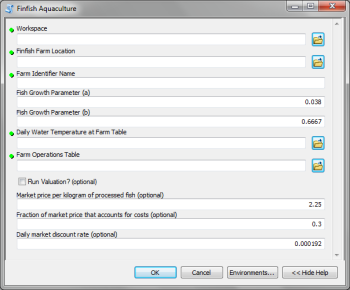 Finfish Aquaculture
Workspace
Finfish Farm Location
Farm Identifier Name
Fish Growth Parameter (a)
0.038
Fish Growth Parameter (b)
0.6667
Daily Water Temperature at Farm Table
Farm Operations Table
Run Valuation? (optional)
Market price per kilogram of processed fish (optional)
2.25
Fraction of market price that accounts for costs (optional)
0.3
Daily market discount rate (optional)
0.000192
OK Cancel Environments... << Hide Help